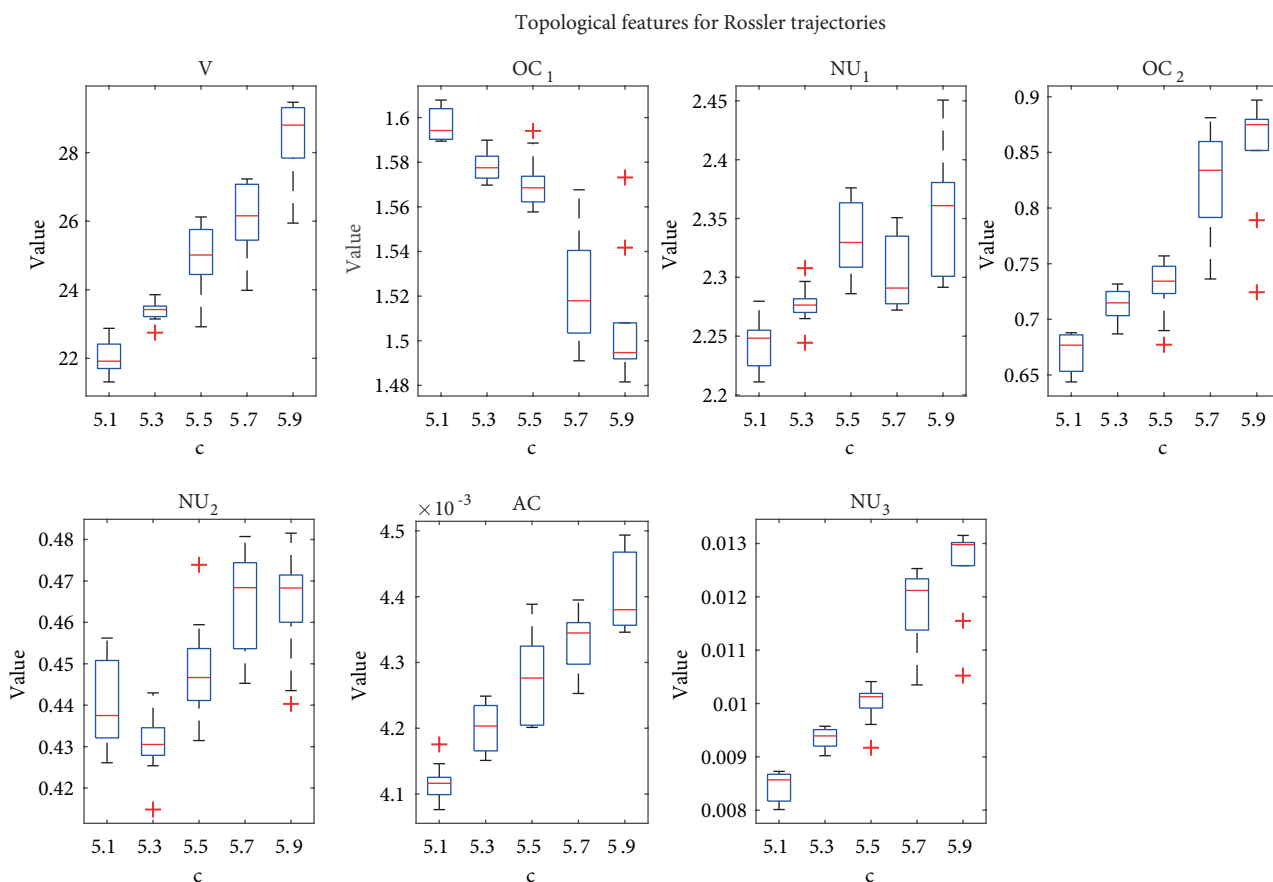 Topological features for Rossler trajectories
V
OC₁
NU₁
OC₂
28
26
24
22
Value
5.1 5.3 5.5 5.7 5.9
c
1.6
1.58
1.56
1.54
1.52
1.5
1.48
Value
5.1 5.3 5.5 5.7 5.9
c
2.45
2.4
2.35
2.3
2.25
2.2
Value
5.1 5.3 5.5 5.7 5.9
c
0.9
0.85
0.8
0.75
0.7
0.65
Value
5.1 5.3 5.5 5.7 5.9
c
NU₂
0.48
0.47
0.46
0.45
0.44
0.43
0.42
Value
5.1 5.3 5.5 5.7 5.9
c
AC
×10⁻³
4.5
4.4
4.3
4.2
4.1
Value
5.1 5.3 5.5 5.7 5.9
c
NU₃
0.013
0.012
0.011
0.01
0.009
0.008
Value
5.1 5.3 5.5 5.7 5.9
c